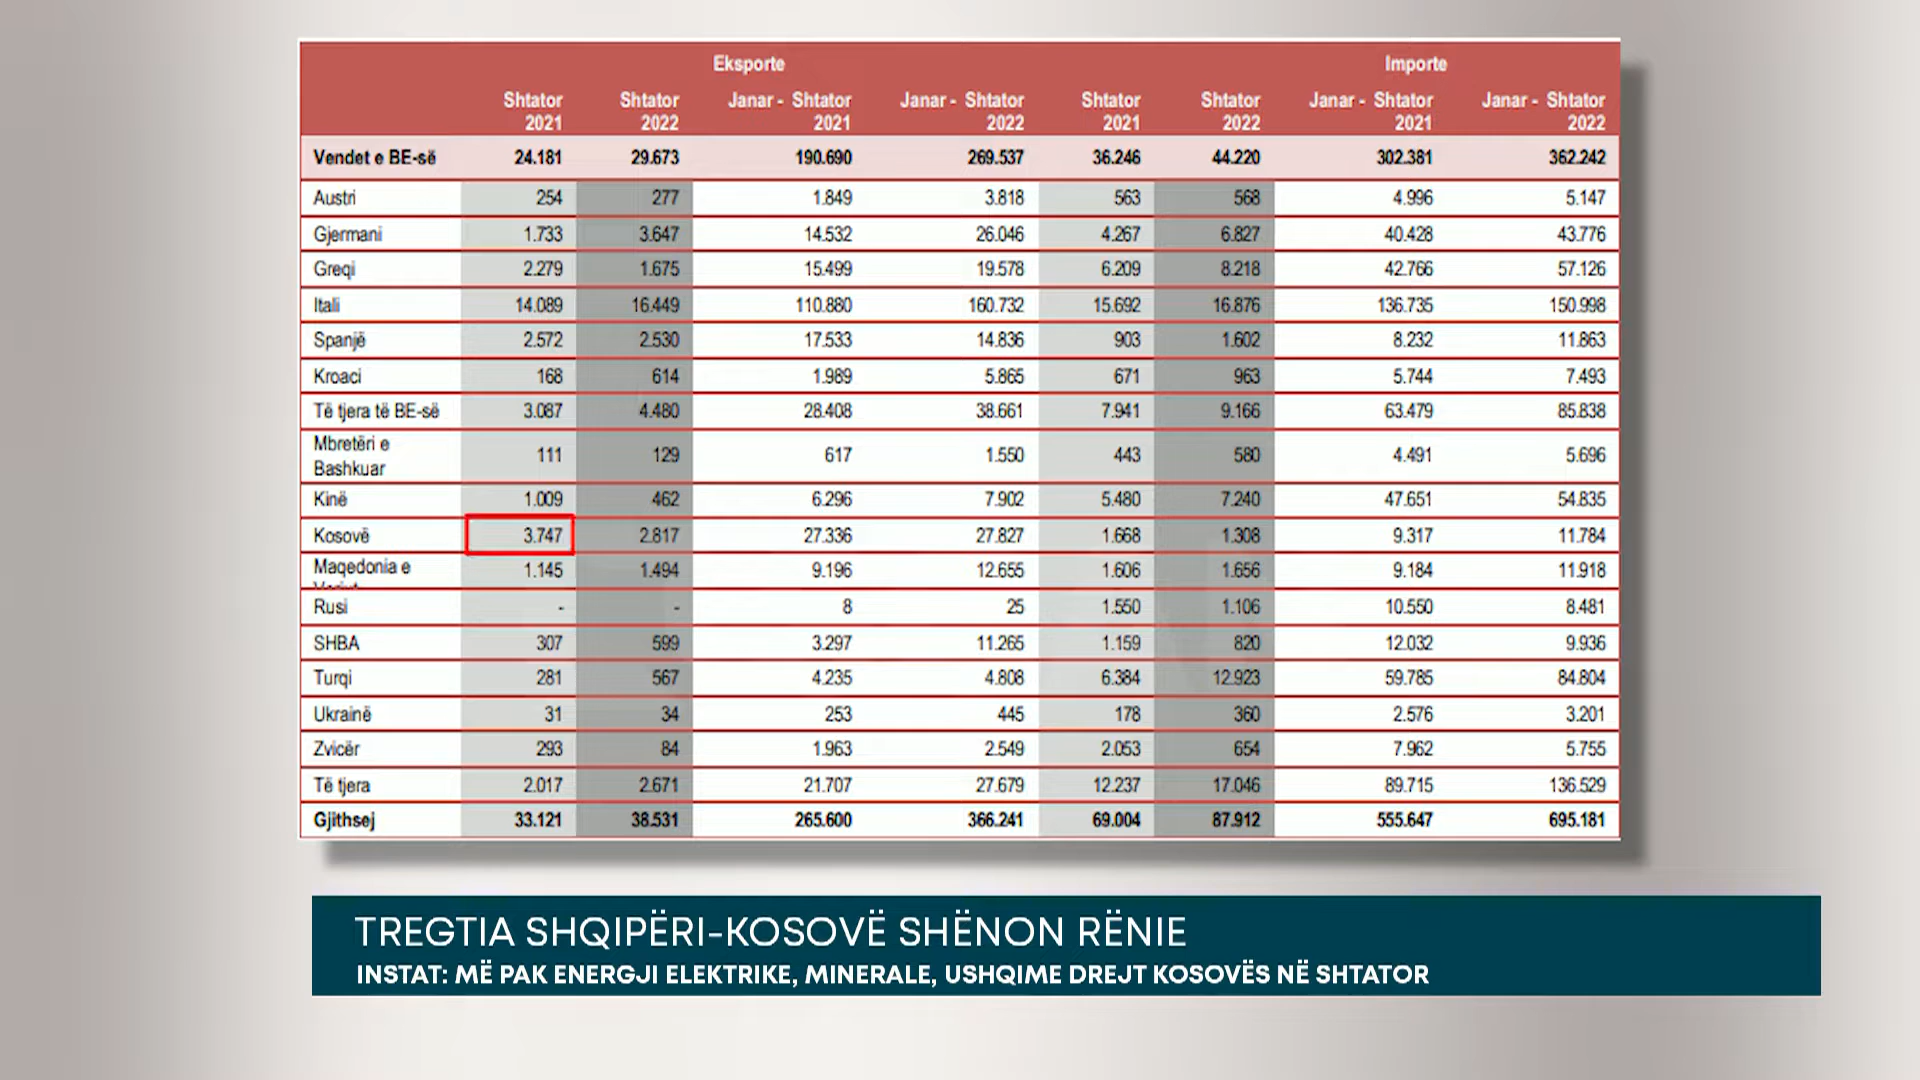 Eksporte Importe
Shtator Shtator Janar - Shtator Janar - Shtator Shtator Shtator Janar - Shtator Janar - Shtator
2021 2022 2021 2022 2021 2022 2021 2022
Vendet e BE-së 24.181 29.673 190.690 269.537 36.246 44.220 302.381 362.242
Austri 254 277 1.849 3.818 563 568 4.996 5.147
Gjermani 1.733 3.647 14.532 26.046 4.267 6.827 40.428 43.776
Greqi 2.279 1.675 15.499 19.578 6.209 8.218 42.766 57.126
Itali 14.089 16.449 110.880 160.732 15.692 16.876 136.735 150.998
Spanjë 2.572 2.530 17.533 14.836 903 1.602 8.232 11.863
Kroaci 168 614 1.989 5.865 671 963 5.744 7.493
Të tjera të BE-së 3.087 4.480 28.408 38.661 7.941 9.166 63.479 85.838
Mbretëri e
Bashkuar 111 129 617 1.550 443 580 4.491 5.696
Kinë 1.009 462 6.296 7.902 5.480 7.240 47.651 54.835
Kosovë 3.747 2.817 27.336 27.827 1.668 1.308 9.317 11.784
Maqedonia e 1.145 1.494 9.196 12.655 1.606 1.656 9.184 11.918
Rusi - - 8 25 1.550 1.106 10.550 8.481
SHBA 307 599 3.297 11.265 1.159 820 12.032 9.936
Turqi 281 567 4.235 4.808 6.384 12.923 59.785 84.804
Ukrainë 31 34 253 445 178 360 2.576 3.201
Zvicër 293 84 1.963 2.549 2.053 654 7.962 5.755
Të tjera 2.017 2.671 21.707 27.679 12.237 17.046 89.715 136.529
Gjithsej 33.121 38.531 265.600 366.241 69.004 87.912 555.647 695.181
TREGTIA SHQIPËRI-KOSOVË SHËNON RËNIE
INSTAT: MË PAK ENERGJI ELEKTRIKE, MINERALE, USHQIME DREJT KOSOVËS NË SHTATOR